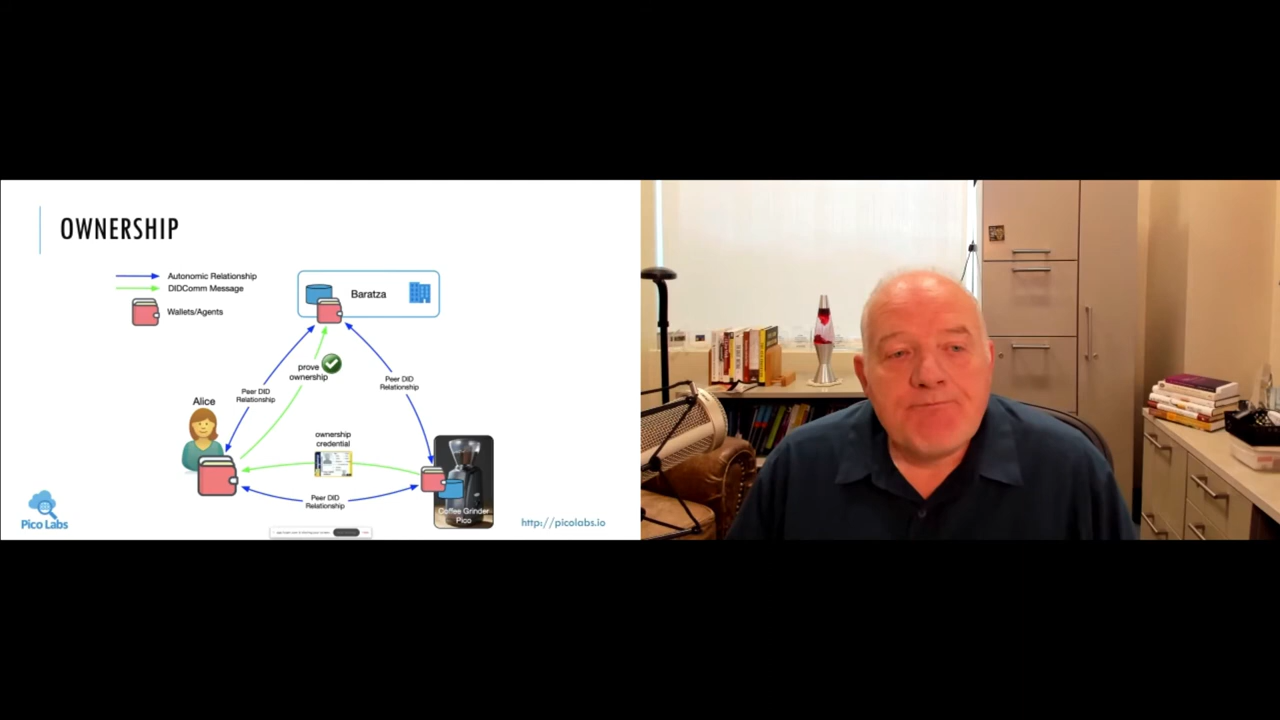 OWNERSHIP
Autonomic Relationship
DIDComm Message
Wallets/Agents
Baratza
prove
ownership
Peer DID
Relationship
Peer DID
Relationship
Alice
ownership
credential
Peer DID
Relationship
Coffee Grinder
Pico
Pico Labs
http://picolabs.io